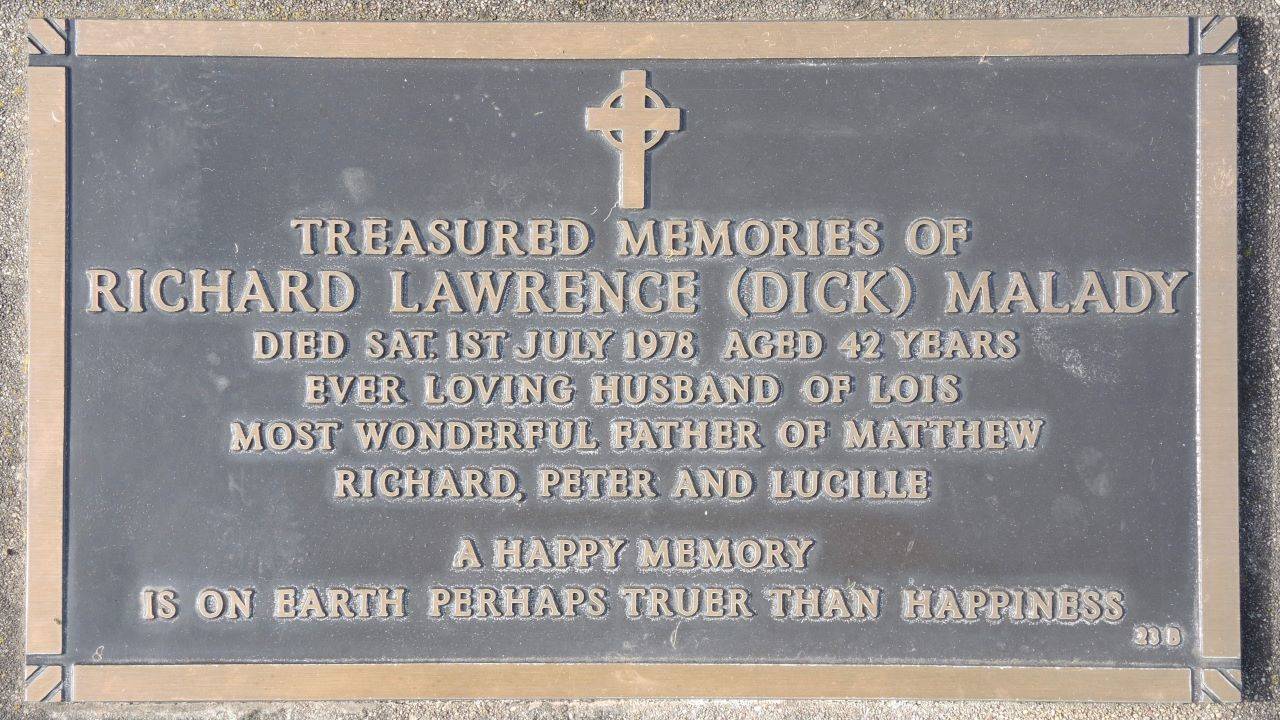 TREASURED MEMORIES OF
RICHARD LAWRENCE (DICK) MALADY
DIED SAT. 1ST JULY 1978 AGED 42 YEARS
EVER LOVING HUSBAND OF LOIS
MOST WONDERFUL FATHER OF MATTHEW
RICHARD, PETER AND LUCILLE
A HAPPY MEMORY
IS ON EARTH PERHAPS TRUER THAN HAPPINESS
23 B